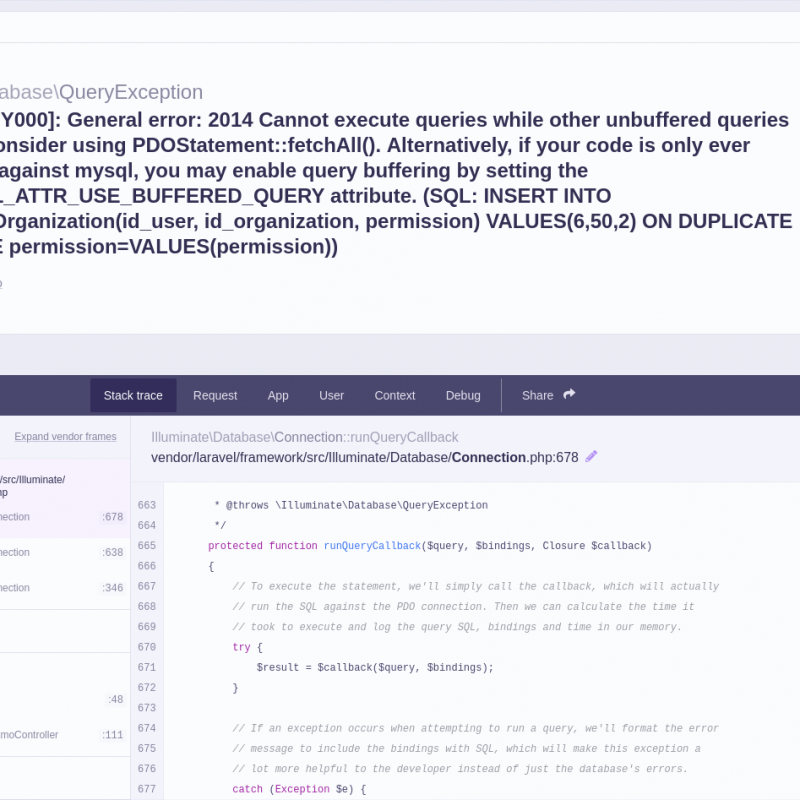 abase\QueryException
Y000]: General error: 2014 Cannot execute queries while other unbuffered queries
onsider using PDOStatement::fetchAll(). Alternatively, if your code is only ever
against mysql, you may enable query buffering by setting the
L_ATTR_USE_BUFFERED_QUERY attribute. (SQL: INSERT INTO
Organization(id_user, id_organization, permission) VALUES(6,50,2) ON DUPLICATE
E permission=VALUES(permission))
Stack trace Request App User Context Debug Share
Expand vendor frames
/src/Illuminate/
hp
nection :678
nection :638
nection :346
:48
moController :111
Illuminate\Database\Connection::runQueryCallback
vendor/laravel/framework/src/Illuminate/Database/Connection.php:678
663 * @throws \Illuminate\Database\QueryException
664 */
665 protected function runQueryCallback($query, $bindings, Closure $callback)
666 {
667 // To execute the statement, we'll simply call the callback, which will actually
668 // run the SQL against the PDO connection. Then we can calculate the time it
669 // took to execute and log the query SQL, bindings and time in our memory.
670 try {
671 $result = $callback($query, $bindings);
672 }
673
674 // If an exception occurs when attempting to run a query, we'll format the error
675 // message to include the bindings with SQL, which will make this exception a
676 // lot more helpful to the developer instead of just the database's errors.
677 catch (Exception $e) {